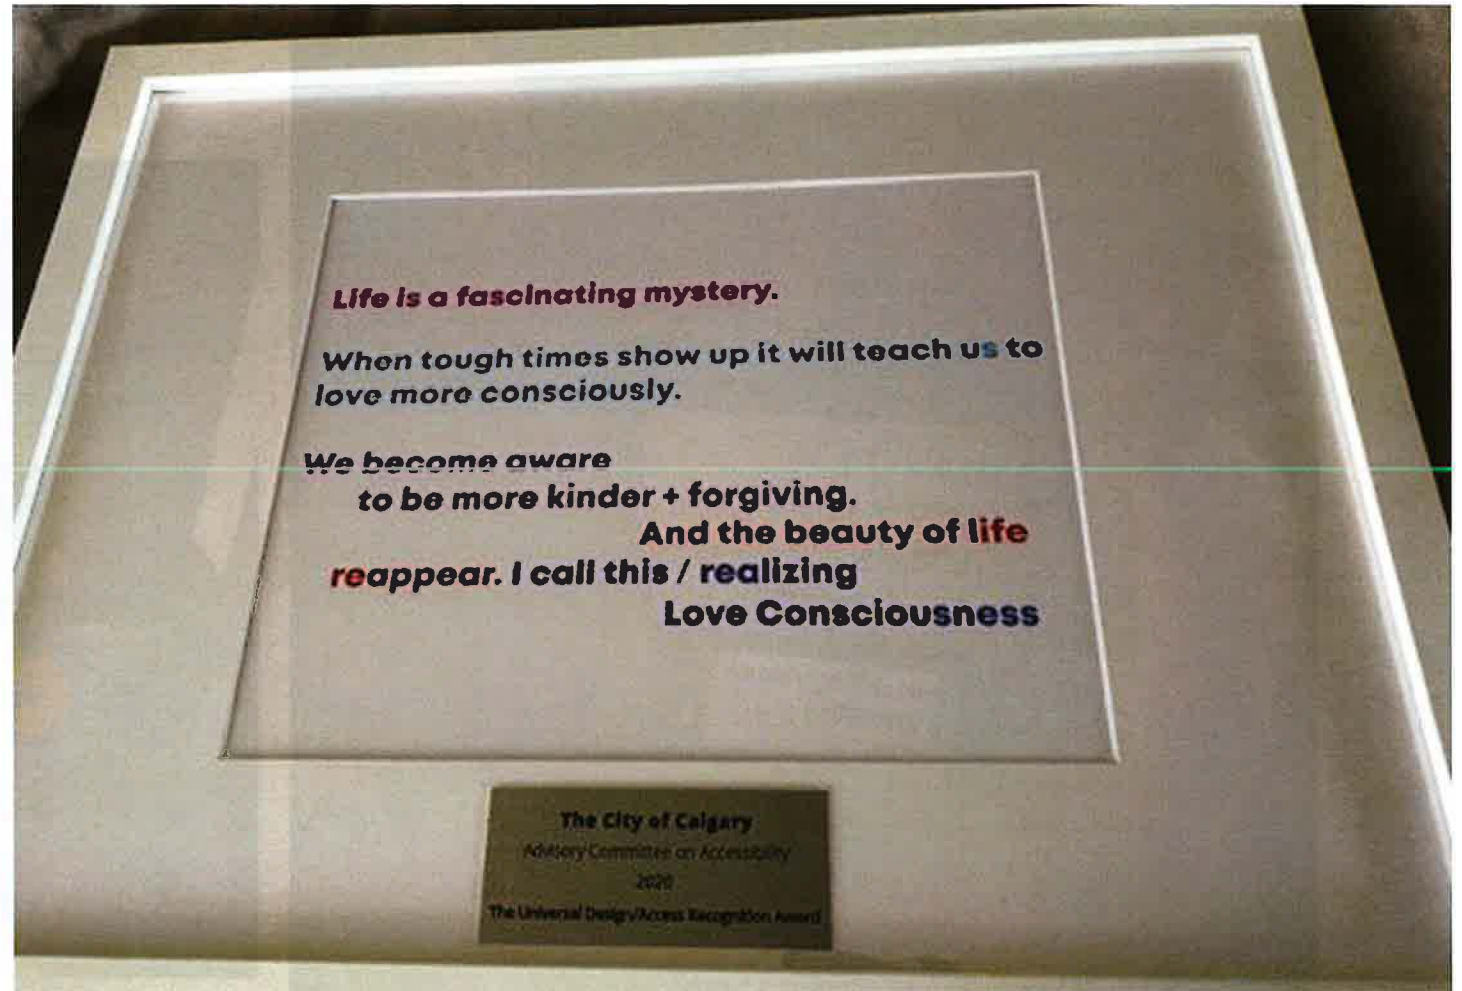 Life is a fascinating mystery.
When tough times show up it will teach us to
love more consciously.
We become aware
to be more kinder + forgiving.
And the beauty of life
reappear. I call this / realizing
Love Consciousness
The City of Calgary
Advisory Committee on Accessibility
2020
The Universal Design/Access Recognition Award